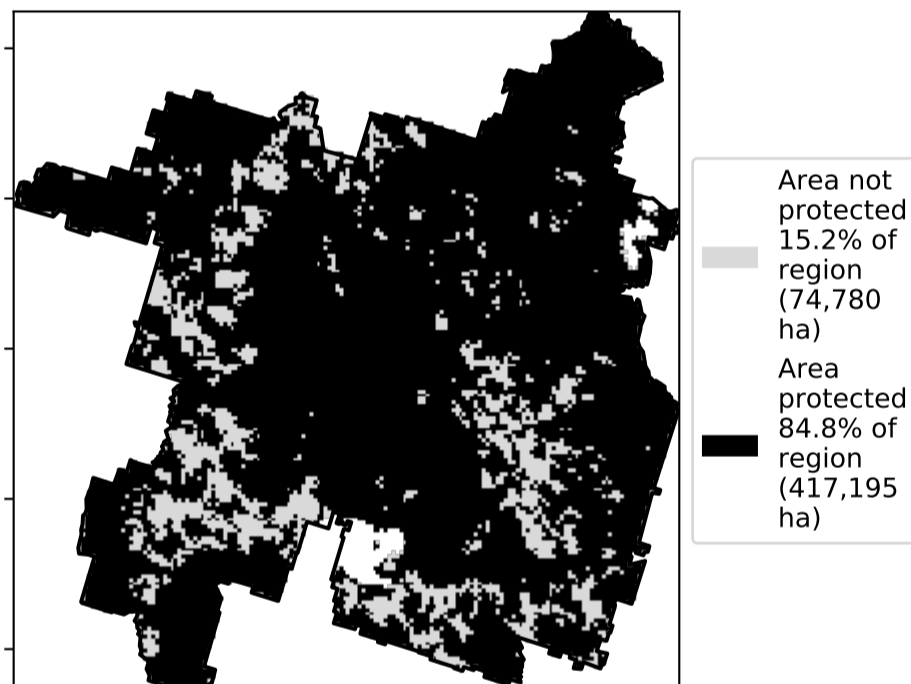 Area not
protected
15.2% of
region
(74,780
ha)
Area
protected
84.8% of
region
(417,195
ha)